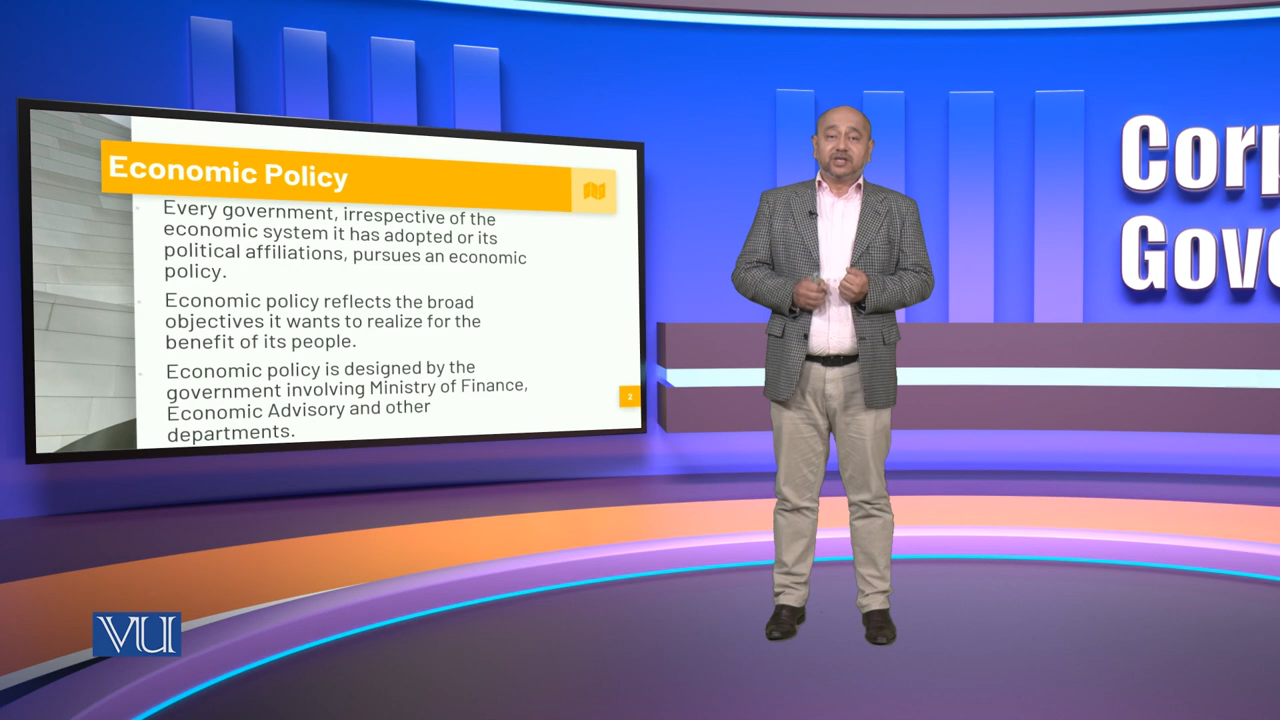 Economic Policy
Every government, irrespective of the
economic system it has adopted or its
political affiliations, pursues an economic
policy.
Economic policy reflects the broad
objectives it wants to realize for the
benefit of its people.
Economic policy is designed by the
government involving Ministry of Finance,
Economic Advisory and other
departments.
2
Corp
Gove
VU